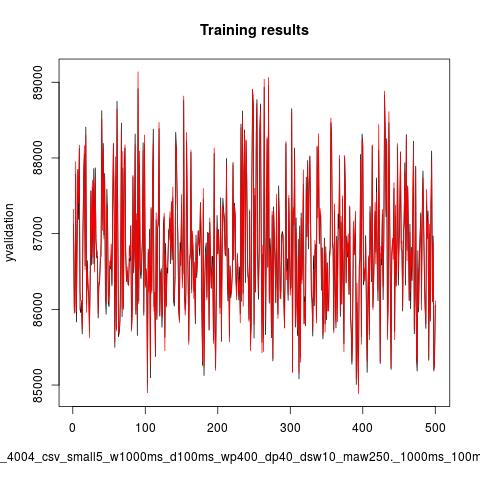 Training results
yvalidation
89000
88000
87000
86000
85000
0 100 200 300 400 500
_4004_csv_small5_w1000ms_d100ms_wp400_dp40_dsw10_maw250._1000ms_100m